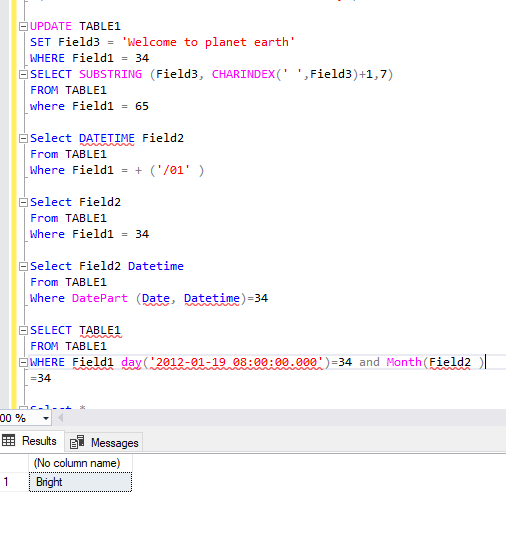 UPDATE TABLE1
SET Field3 = 'Welcome to planet earth'
WHERE Field1 = 34
SELECT SUBSTRING (Field3, CHARINDEX(' ',Field3)+1,7)
FROM TABLE1
where Field1 = 65
Select DATETIME Field2
From TABLE1
Where Field1 = + ('/01' )
Select Field2
From TABLE1
Where Field1 = 34
Select Field2 Datetime
From TABLE1
Where DatePart (Date, Datetime)=34
SELECT TABLE1
FROM TABLE1
WHERE Field1 day('2012-01-19 08:00:00.000')=34 and Month(Field2 )
=34
Select *
00 %
Results Messages
(No column name)
1 Bright